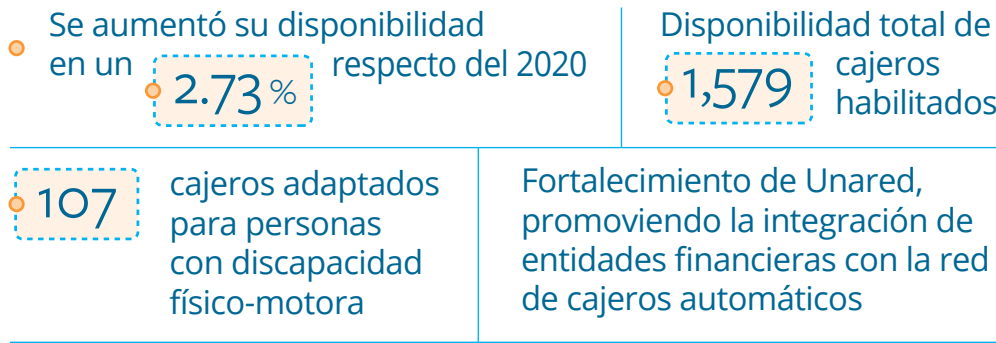 Se aumentó su disponibilidad
en un 2.73 % respecto del 2020
Disponibilidad total de
1,579 cajeros
habilitados
107 cajeros adaptados
para personas
con discapacidad
físico-motora
Fortalecimiento de Unared,
promoviendo la integración de
entidades financieras con la red
de cajeros automáticos